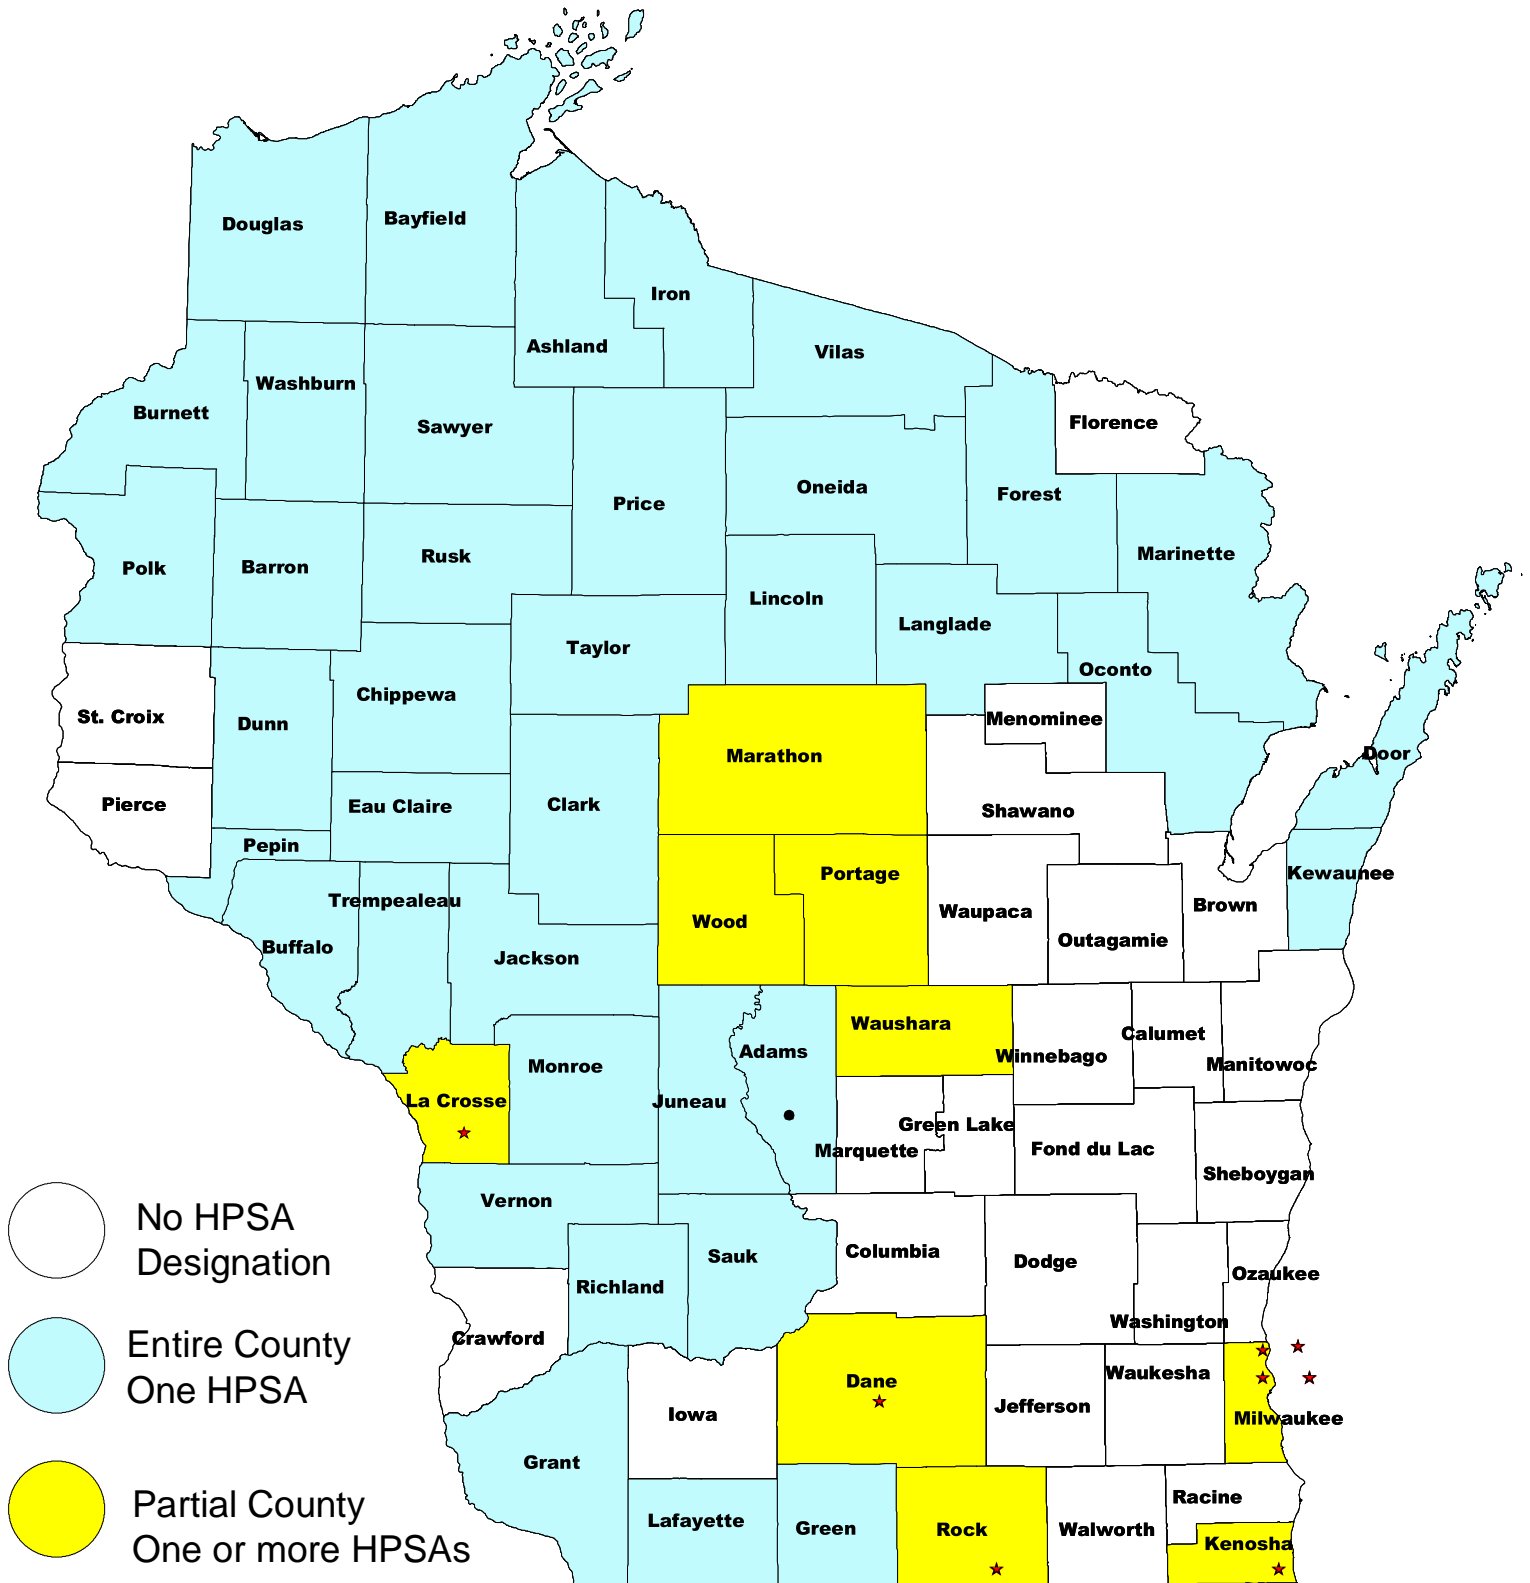 Douglas
Bayfield
Iron
Ashland
Vilas
Washburn
Burnett
Sawyer
Florence
Price
Oneida
Forest
Marinette
Polk
Barron
Rusk
Lincoln
Langlade
Taylor
Oconto
Chippewa
St. Croix
Dunn
Menominee
Marathon
Door
Pierce
Eau Claire
Clark
Shawano
Pepin
Portage
Kewaunee
Trempealeau
Wood
Waupaca
Brown
Outagamie
Buffalo
Jackson
Waushara
Calumet
Adams
Winnebago
Manitowoc
Monroe
La Crosse
Juneau
Green Lake
Marquette
Fond du Lac
Sheboygan
Vernon
No HPSA
Designation
Sauk
Columbia
Dodge
Ozaukee
Richland
Washington
Crawford
Entire County
One HPSA
Dane
Waukesha
Iowa
Jefferson
Milwaukee
Grant
Racine
Partial County
One or more HPSAs
Lafayette
Green
Rock
Walworth
Kenosha